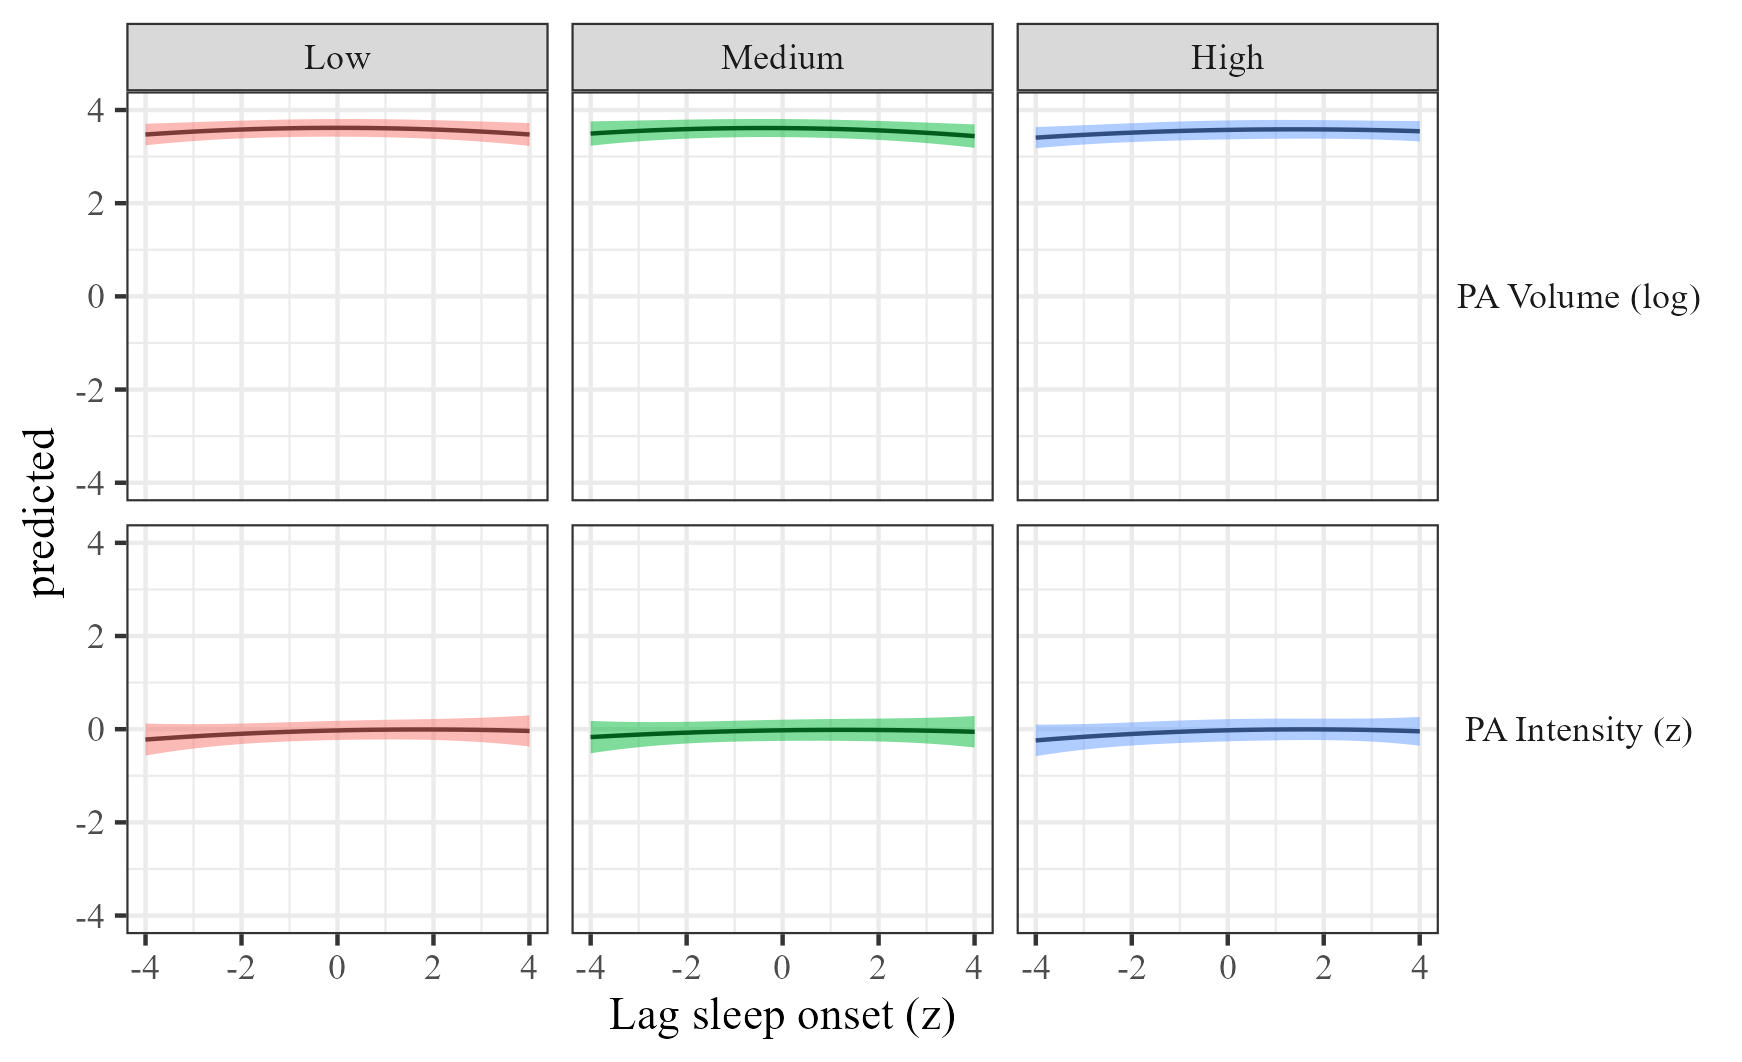 Low Medium High
4
2
0
-2
-4
PA Volume (log)
predicted
4
2
0
-2
-4
PA Intensity (z)
-4 -2 0 2 4 -4 -2 0 2 4 -4 -2 0 2 4
Lag sleep onset (z)